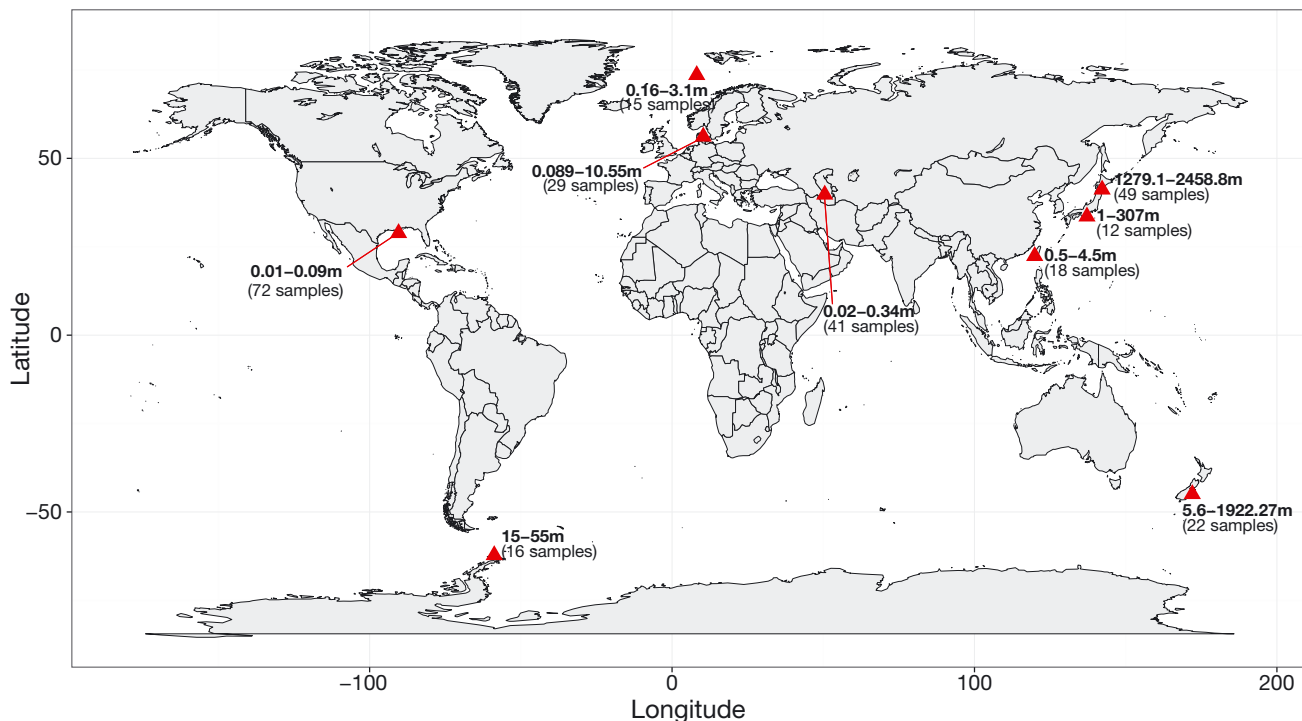 0.16−3.1m
(15 samples)
50
0.089−10.55m
(29 samples)
1279.1−2458.8m
(49 samples)
1−307m
(12 samples)
0.5−4.5m
(18 samples)
0.01−0.09m
(72 samples)
0.02−0.34m
(41 samples)
0
Latitude
−50
5.6−1922.27m
(22 samples)
15−55m
(16 samples)
−100
0
100
200
Longitude